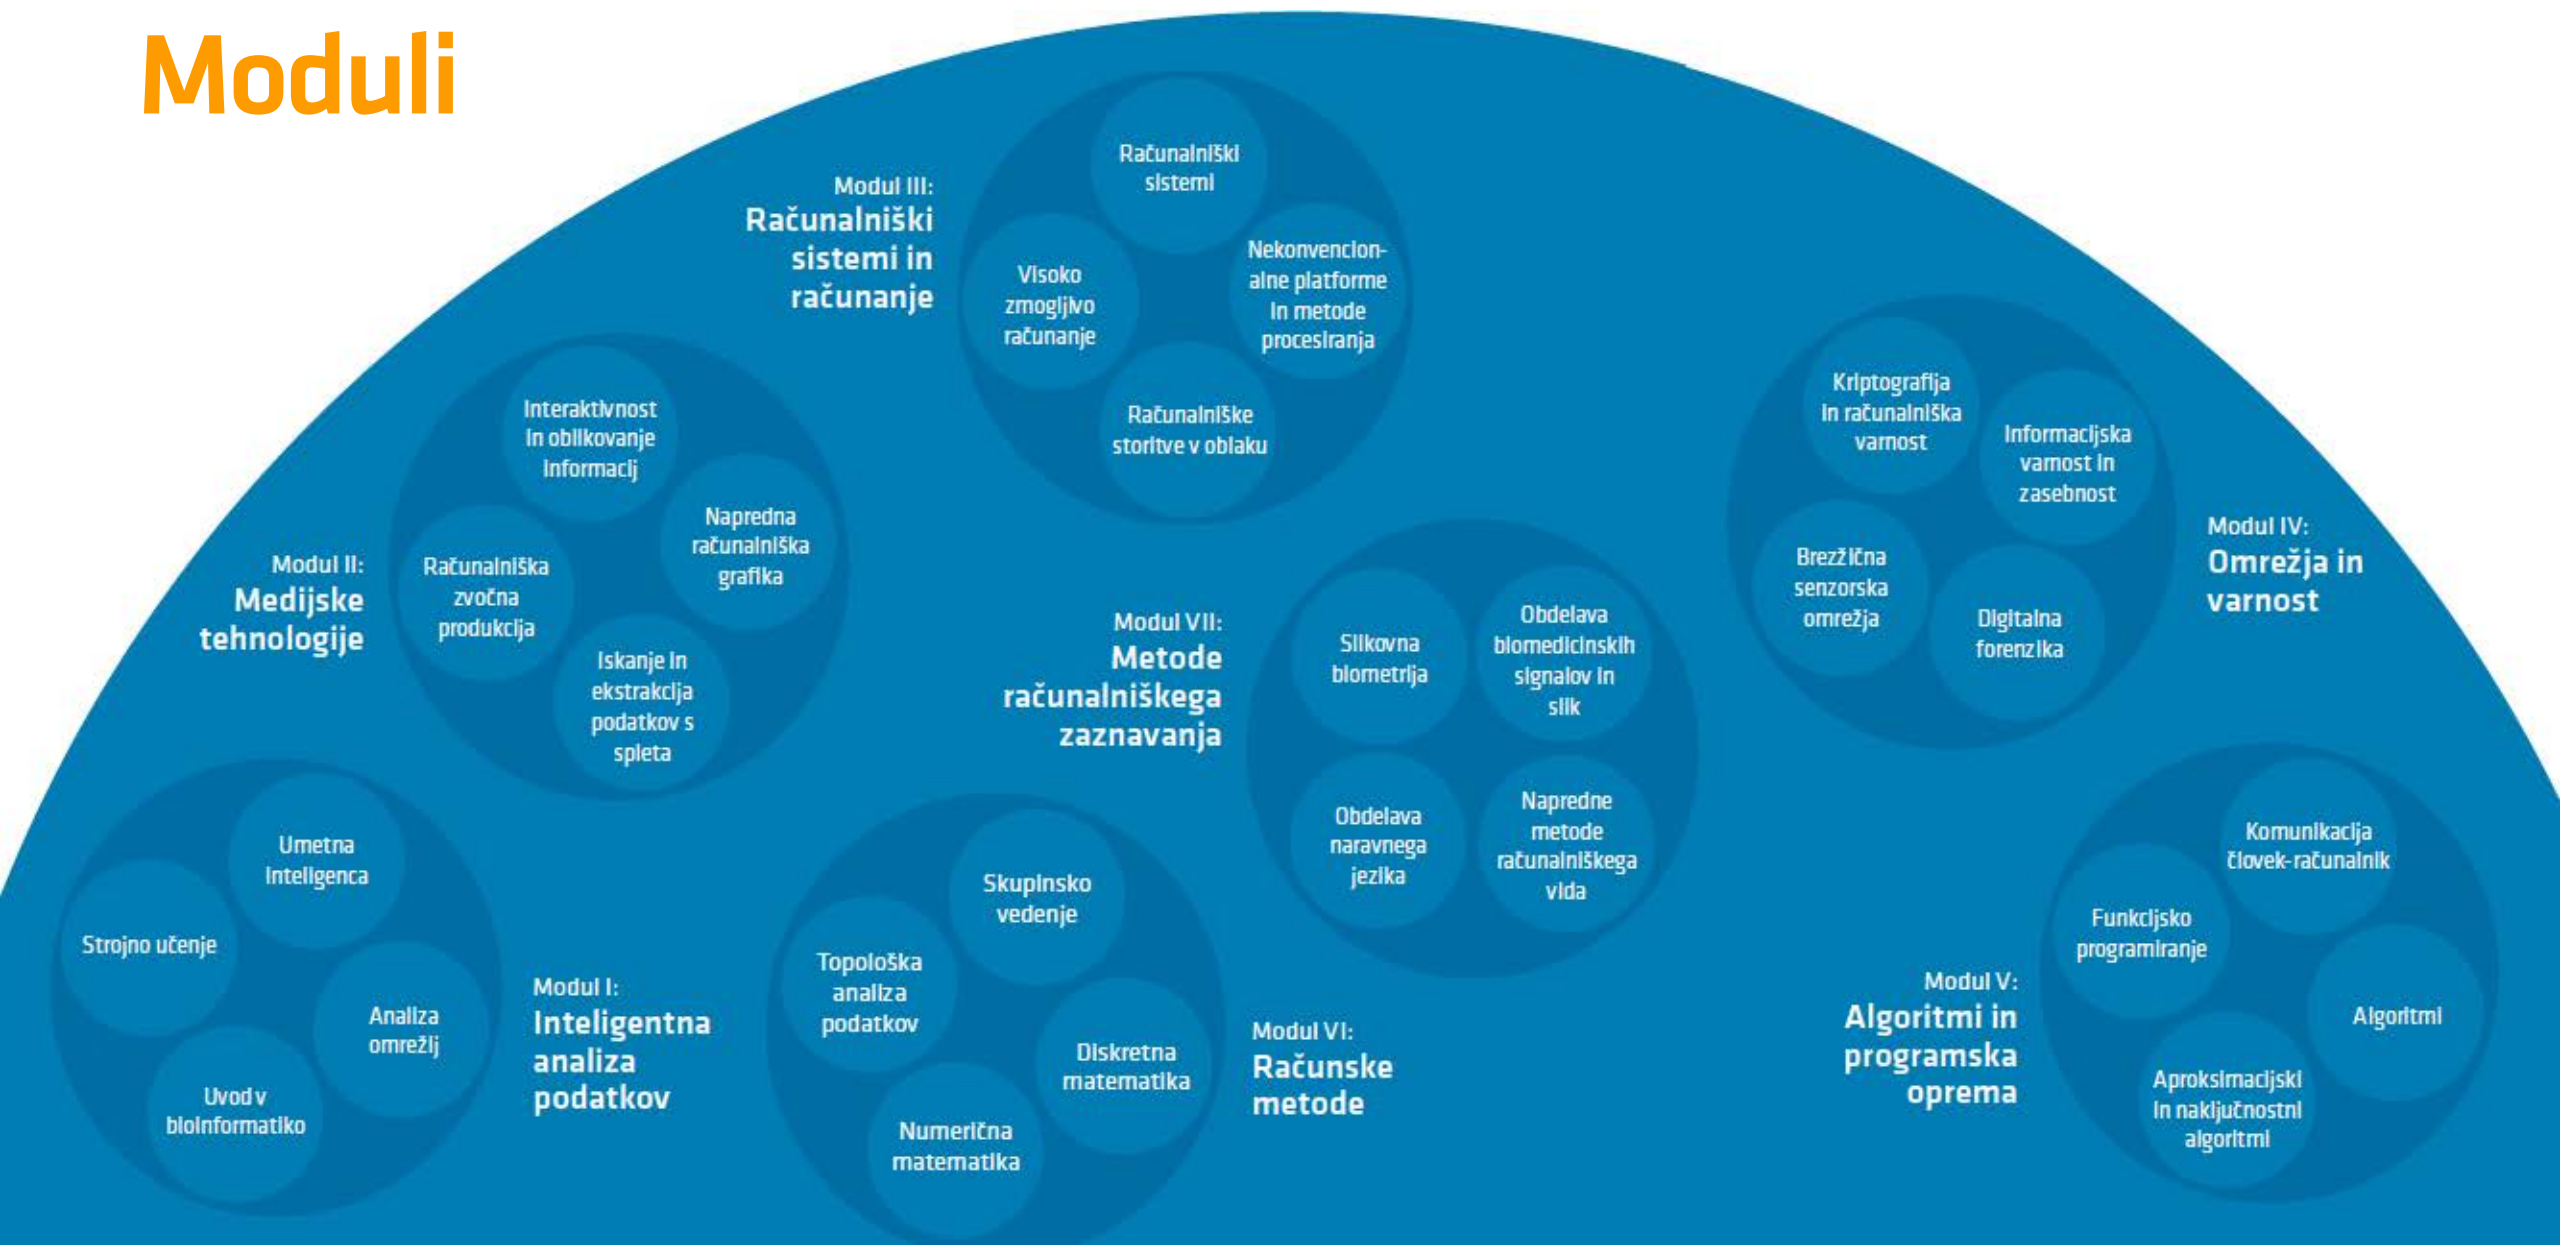 Moduli
Modul III:
Računalniški
sistemi in
računanje
Računalniški
sistemi
Visoko
zmogljivo
računanje
Nekonvencion-
alne platforme
in metode
procesiranja
Računalniške
storitve v oblaku
Modul II:
Medijske
tehnologije
Interaktivnost
in oblikovanje
informacij
Napredna
računalniška
grafika
Računalniška
zvočna
produkcija
Iskanje in
ekstrakcija
podatkov s
spleta
Modul IV:
Omrežja in
varnost
Kriptografija
in računalniška
varnost
Informacijska
varnost in
zasebnost
Brezžična
senzorska
omrežja
Digitalna
forenzika
Modul VII:
Metode
računalniškega
zaznavanja
Slikovna
biometrija
Obdelava
biomedicinskih
signalov in
slik
Obdelava
naravnega
jezika
Napredne
metode
računalniškega
vida
Modul I:
Inteligentna
analiza
podatkov
Umetna
inteligenca
Strojno učenje
Analiza
omrežij
Uvod v
bioinformatiko
Modul VI:
Računske
metode
Skupinsko
vedenje
Topološka
analiza
podatkov
Diskretna
matematika
Numerična
matematika
Modul V:
Algoritmi in
programska
oprema
Komunikacija
človek-računalnik
Funkcijsko
programiranje
Algoritmi
Aproksimacijski
in naključnostni
algoritmi